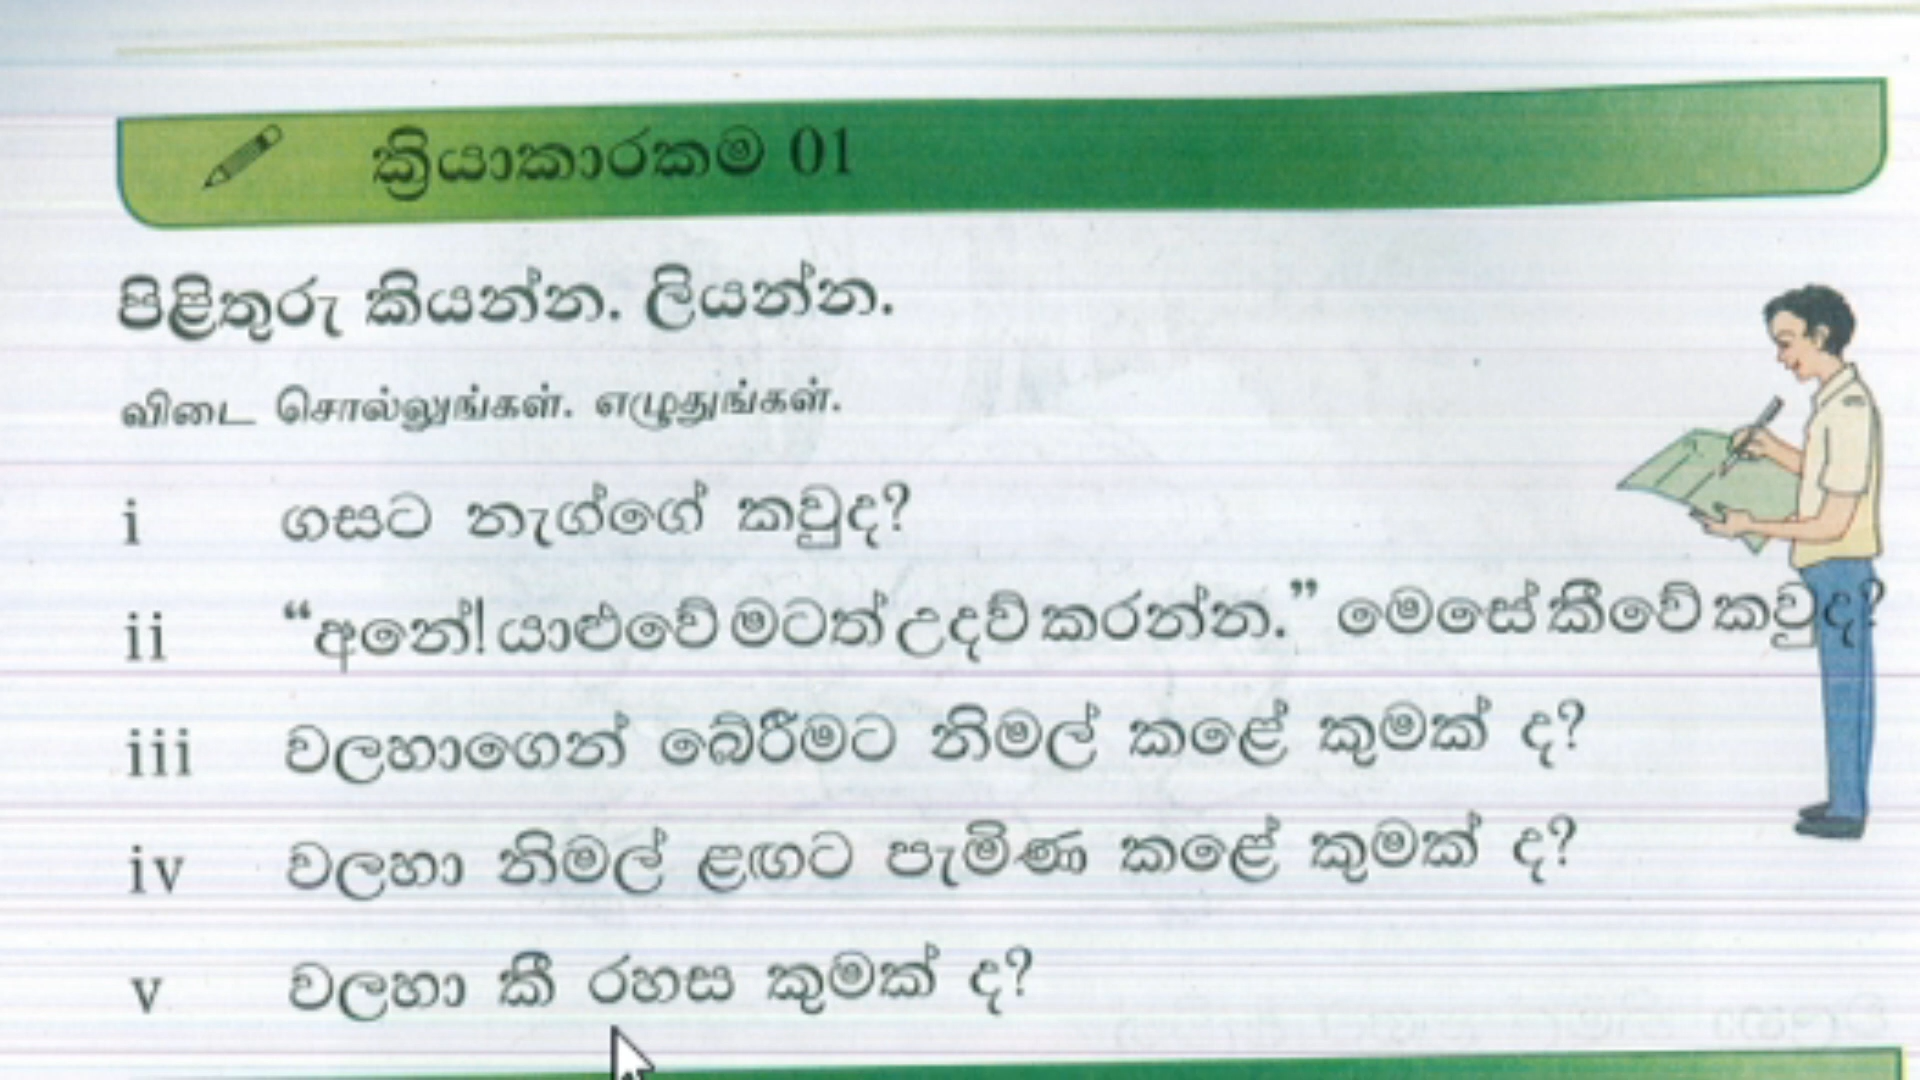 ක්‍රියාකාරකම 01
පිළිතුරු කියන්න. ලියන්න.
விடை சொல்லுங்கள். எழுதுங்கள்.
i ගසට නැග්ගේ කවුද?
ii “අනේ! යාළුවේ මටත් උදව් කරන්න.” මෙසේ කීවේ කවුද?
iii වලහාගෙන් බේරීමට නිමල් කළේ කුමක් ද?
iv වලහා නිමල් ළඟට පැමිණ කළේ කුමක් ද?
v වලහා කී රහස කුමක් ද?